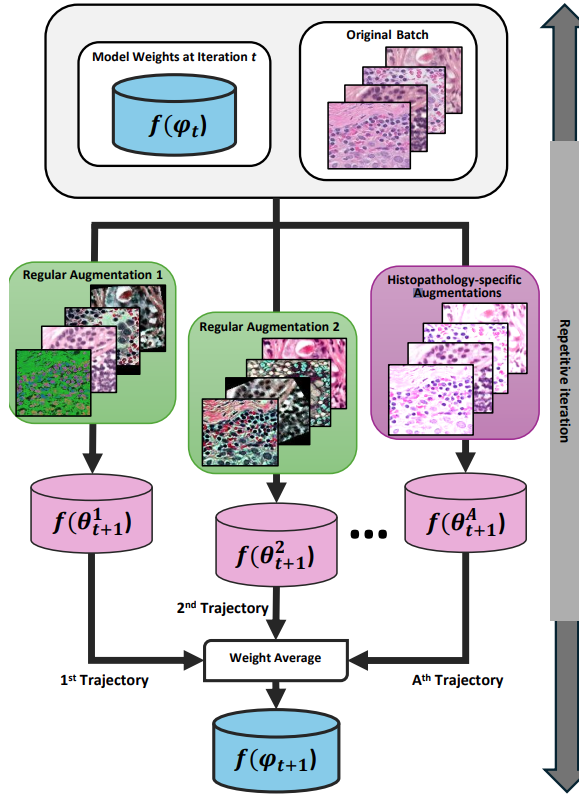 Model Weights at Iteration t
f(φₜ)
Original Batch
Regular Augmentation 1
Regular Augmentation 2
Histopathology-specific
Augmentations
Repetitive iteration
f(θ¹ₜ₊₁)
f(θ²ₜ₊₁)
•••
f(θᴬₜ₊₁)
2ⁿᵈ Trajectory
Weight Average
1ˢᵗ Trajectory
Aᵗʰ Trajectory
f(φₜ₊₁)